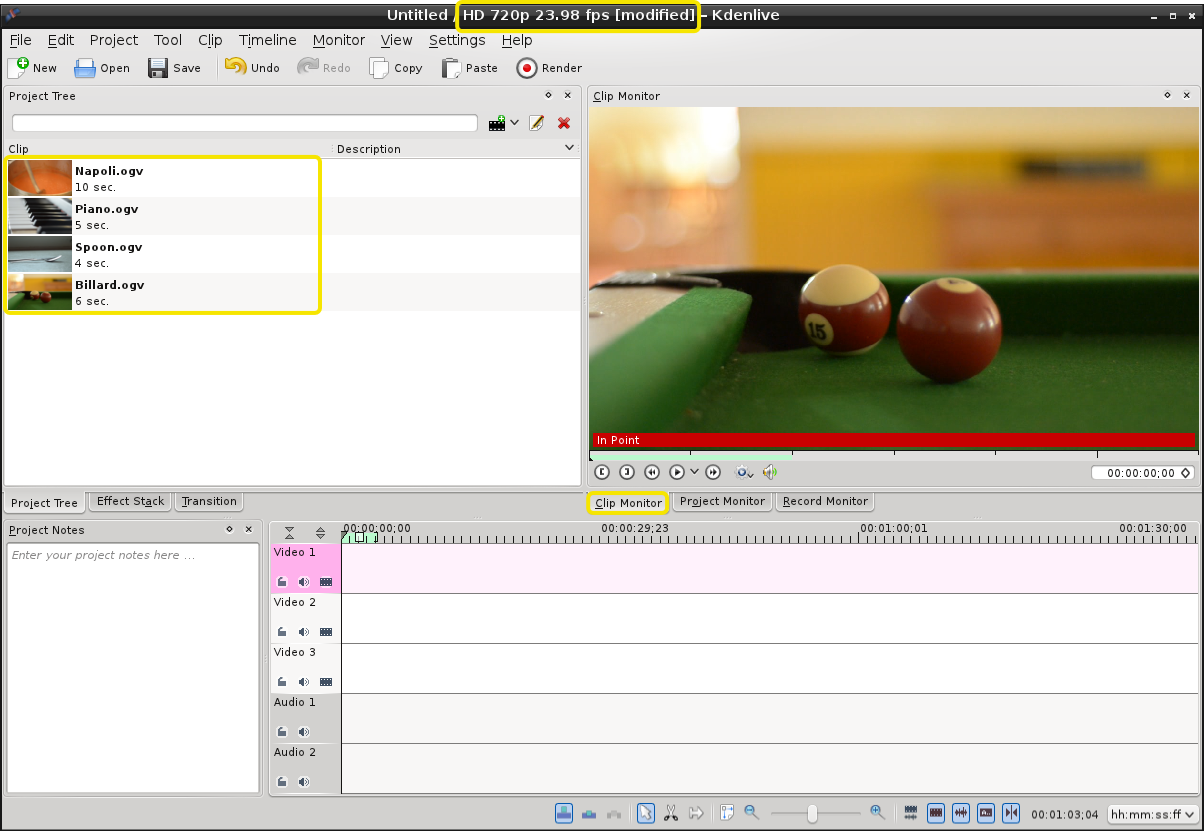 Untitled / HD 720p 23.98 fps [modified] – Kdenlive
File Edit Project Tool Clip Timeline Monitor View Settings Help
New Open Save Undo Redo Copy Paste Render
Project Tree
Clip Description
Napoli.ogv
10 sec.
Piano.ogv
5 sec.
Spoon.ogv
4 sec.
Billard.ogv
6 sec.
Clip Monitor
15
In Point
00:00:00;00
Project Tree Effect Stack Transition
Clip Monitor Project Monitor Record Monitor
Project Notes
Enter your project notes here ...
00:00:00;00 00:00:29;23 00:01:00;01 00:01:30;00
Video 1
Video 2
Video 3
Audio 1
Audio 2
00:01:03;04 hh:mm:ss:ff